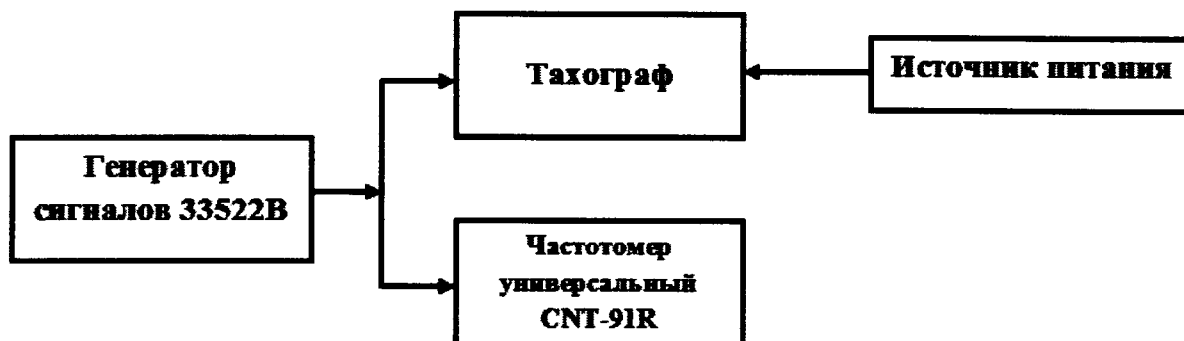 Тахограф
Источник питания
Генератор
сигналов 33522B
Частотомер
универсальный
CNT-91R